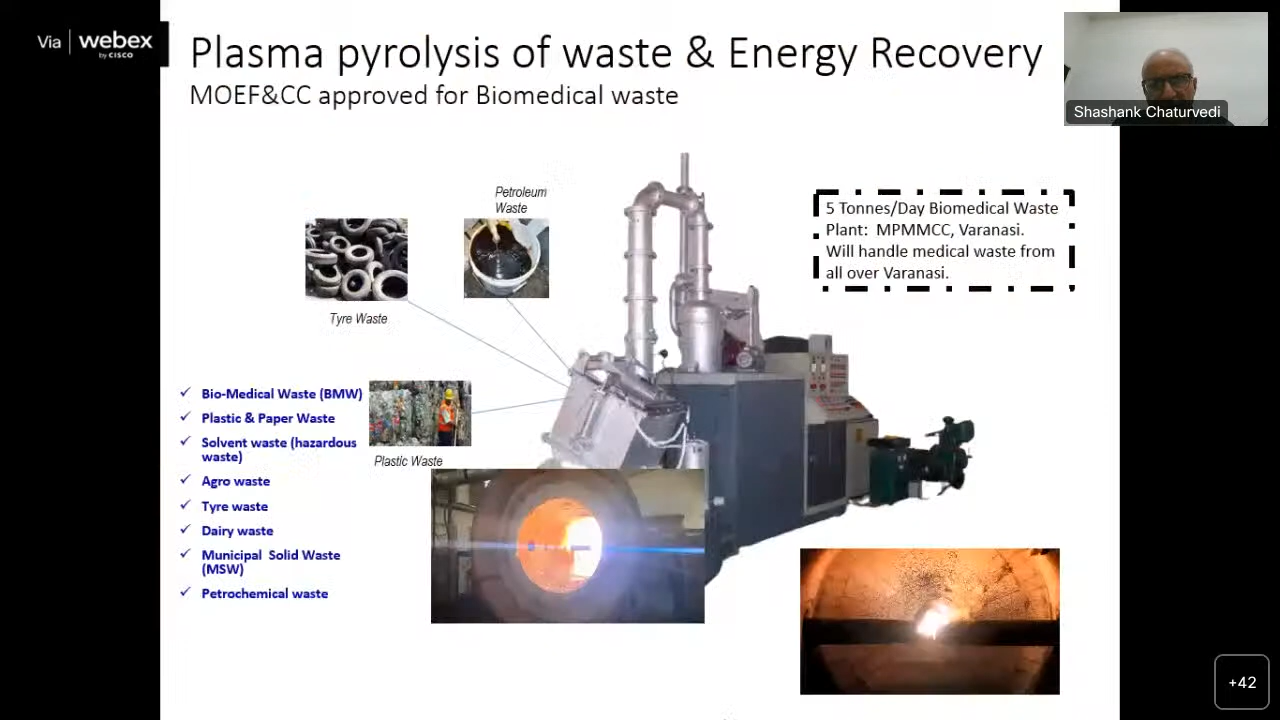 Via webex
by CISCO
Plasma pyrolysis of waste & Energy Recovery
MOEF&CC approved for Biomedical waste
Shashank Chaturvedi
Petroleum
Waste
Tyre Waste
5 Tonnes/Day Biomedical Waste
Plant: MPMMCC, Varanasi.
Will handle medical waste from
all over Varanasi.
✓ Bio-Medical Waste (BMW)
✓ Plastic & Paper Waste
✓ Solvent waste (hazardous
waste)
✓ Agro waste
✓ Tyre waste
✓ Dairy waste
✓ Municipal Solid Waste
(MSW)
✓ Petrochemical waste
Plastic Waste
+42